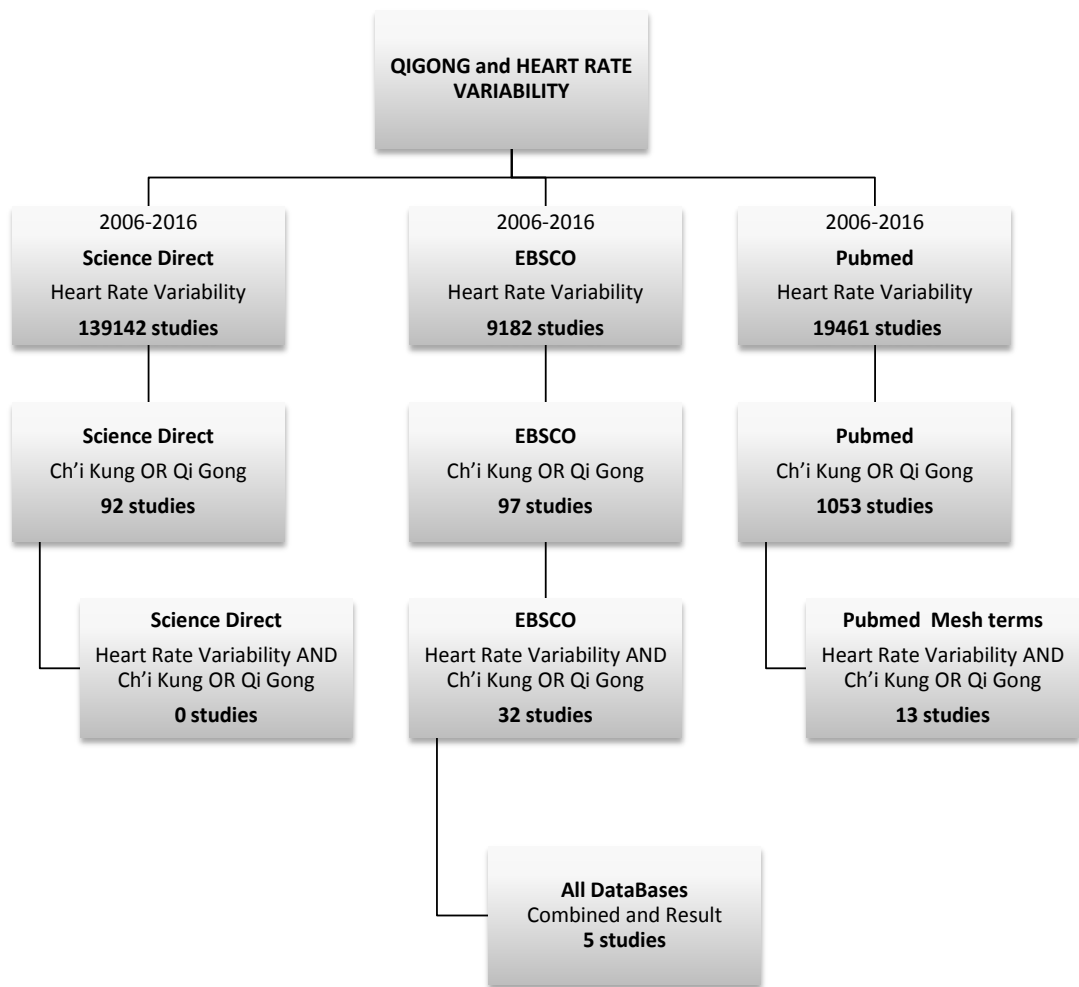 QIGONG and HEART RATE
VARIABILITY
2006-2016
Science Direct
Heart Rate Variability
139142 studies
2006-2016
EBSCO
Heart Rate Variability
9182 studies
2006-2016
Pubmed
Heart Rate Variability
19461 studies
Science Direct
Ch’i Kung OR Qi Gong
92 studies
EBSCO
Ch’i Kung OR Qi Gong
97 studies
Pubmed
Ch’i Kung OR Qi Gong
1053 studies
Science Direct
Heart Rate Variability AND
Ch’i Kung OR Qi Gong
0 studies
EBSCO
Heart Rate Variability AND
Ch’i Kung OR Qi Gong
32 studies
Pubmed Mesh terms
Heart Rate Variability AND
Ch’i Kung OR Qi Gong
13 studies
All DataBases
Combined and Result
5 studies